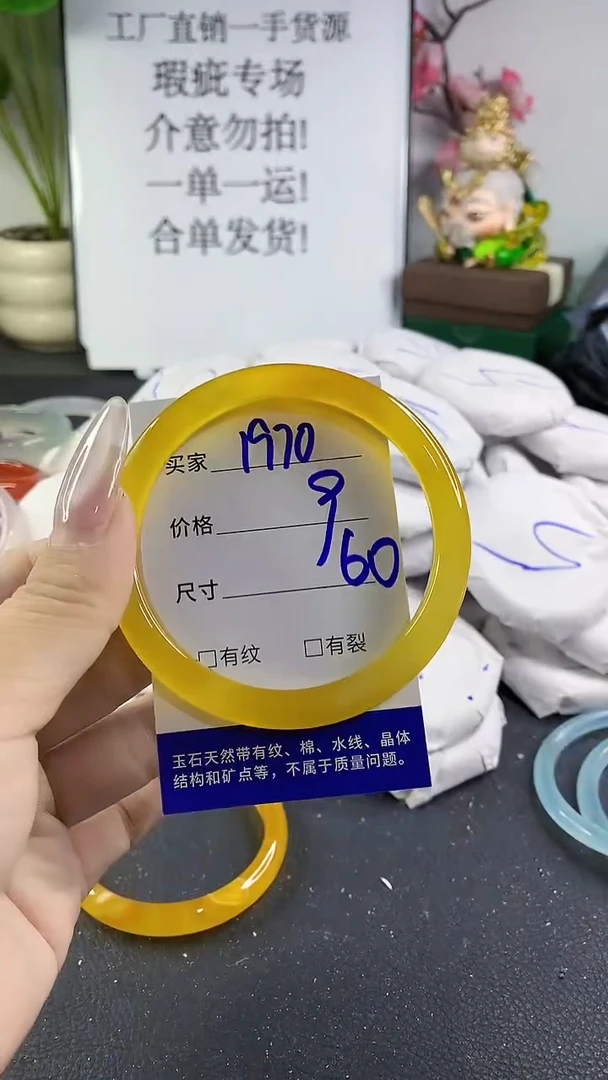 工厂直销一手货源
瑕疵专场
介意勿拍!
一单一运!
合单发货!
买家 1970
价格 9
尺寸 60
□有纹 □有裂
玉石天然带有纹、棉、水线、晶体
结构和矿点等，不属于质量问题。